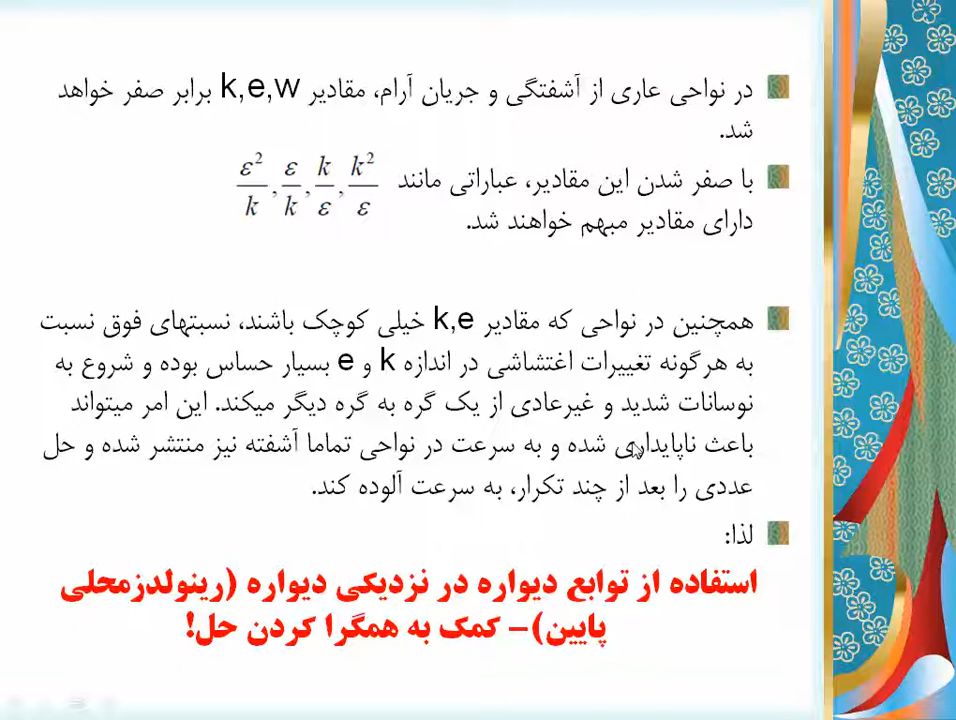 در نواحی عاری از آشفتگی و جریان آرام، مقادیر k,e,w برابر صفر خواهد
شد.
با صفر شدن این مقادیر، عباراتی مانند ε²/k , ε/k , k/ε , k²/ε
دارای مقادیر مبهم خواهند شد.
همچنین در نواحی که مقادیر k,e خیلی کوچک باشند، نسبتهای فوق نسبت
به هرگونه تغییرات اغتشاشی در اندازه k و e بسیار حساس بوده و شروع به
نوسانات شدید و غیرعادی از یک گره به گره دیگر میکند. این امر میتواند
باعث ناپایداری شده و به سرعت در نواحی تماما آشفته نیز منتشر شده و حل
عددی را بعد از چند تکرار، به سرعت آلوده کند.
لذا:
استفاده از توابع دیواره در نزدیکی دیواره (رینولدزمحلی
پایین)- کمک به همگرا کردن حل!